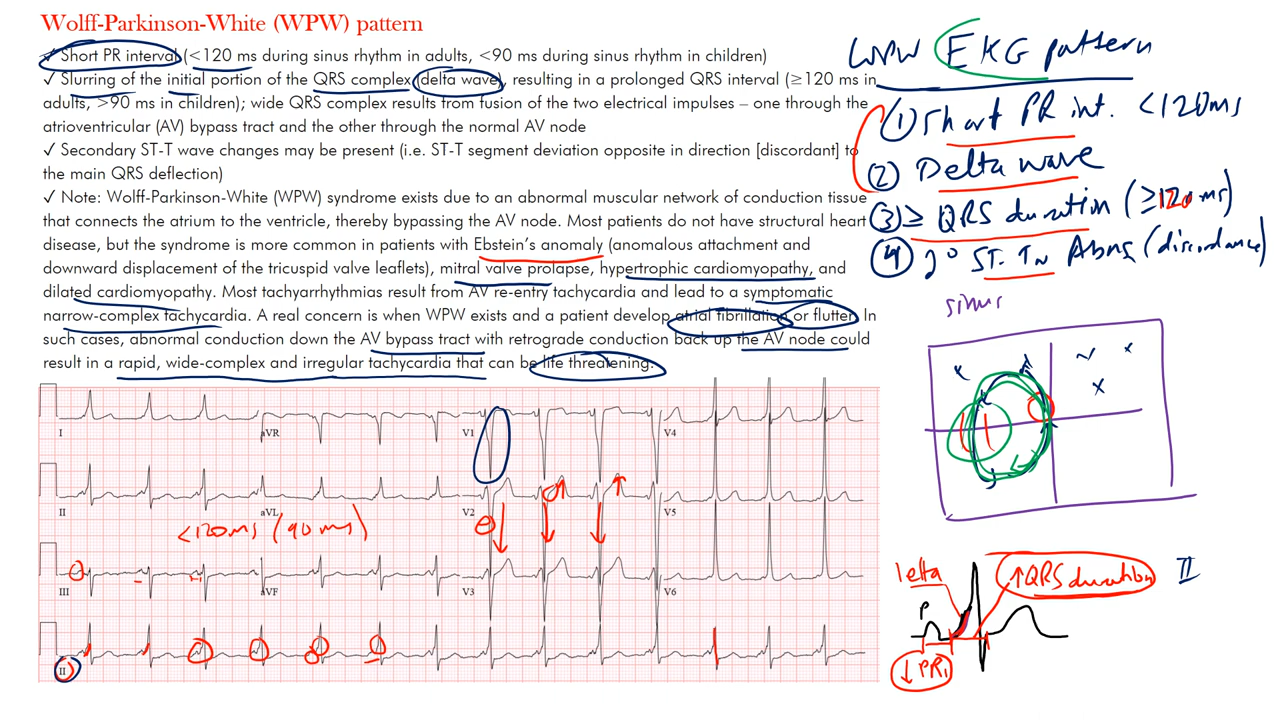 Wolff-Parkinson-White (WPW) pattern
✓ Short PR interval (<120 ms during sinus rhythm in adults, <90 ms during sinus rhythm in children)
✓ Slurring of the initial portion of the QRS complex (delta wave), resulting in a prolonged QRS interval (≥120 ms in
adults, >90 ms in children); wide QRS complex results from fusion of the two electrical impulses – one through the
atrioventricular (AV) bypass tract and the other through the normal AV node
✓ Secondary ST-T wave changes may be present (i.e. ST-T segment deviation opposite in direction [discordant] to
the main QRS deflection)
✓ Note: Wolff-Parkinson-White (WPW) syndrome exists due to an abnormal muscular network of conduction tissue
that connects the atrium to the ventricle, thereby bypassing the AV node. Most patients do not have structural heart
disease, but the syndrome is more common in patients with Ebstein's anomaly (anomalous attachment and
downward displacement of the tricuspid valve leaflets), mitral valve prolapse, hypertrophic cardiomyopathy, and
dilated cardiomyopathy. Most tachyarrhythmias result from AV re-entry tachycardia and lead to a symptomatic
narrow-complex tachycardia. A real concern is when WPW exists and a patient develop atrial fibrillation or flutter. In
such cases, abnormal conduction down the AV bypass tract with retrograde conduction back up the AV node could
result in a rapid, wide-complex and irregular tachycardia that can be life threatening.
WPW EKG pattern
(1) Short PR int. <120ms
(2) Delta wave
(3) ≥ QRS duration (≥120 ms)
(4) 2° ST-Tw Abns (discordance)
sinus
I
aVR
V1
V4
II
aVL
V2
V5
<120ms (90ms)
III
aVF
V3
V6
II
delta
↑QRS duration
II
P
↓PRi